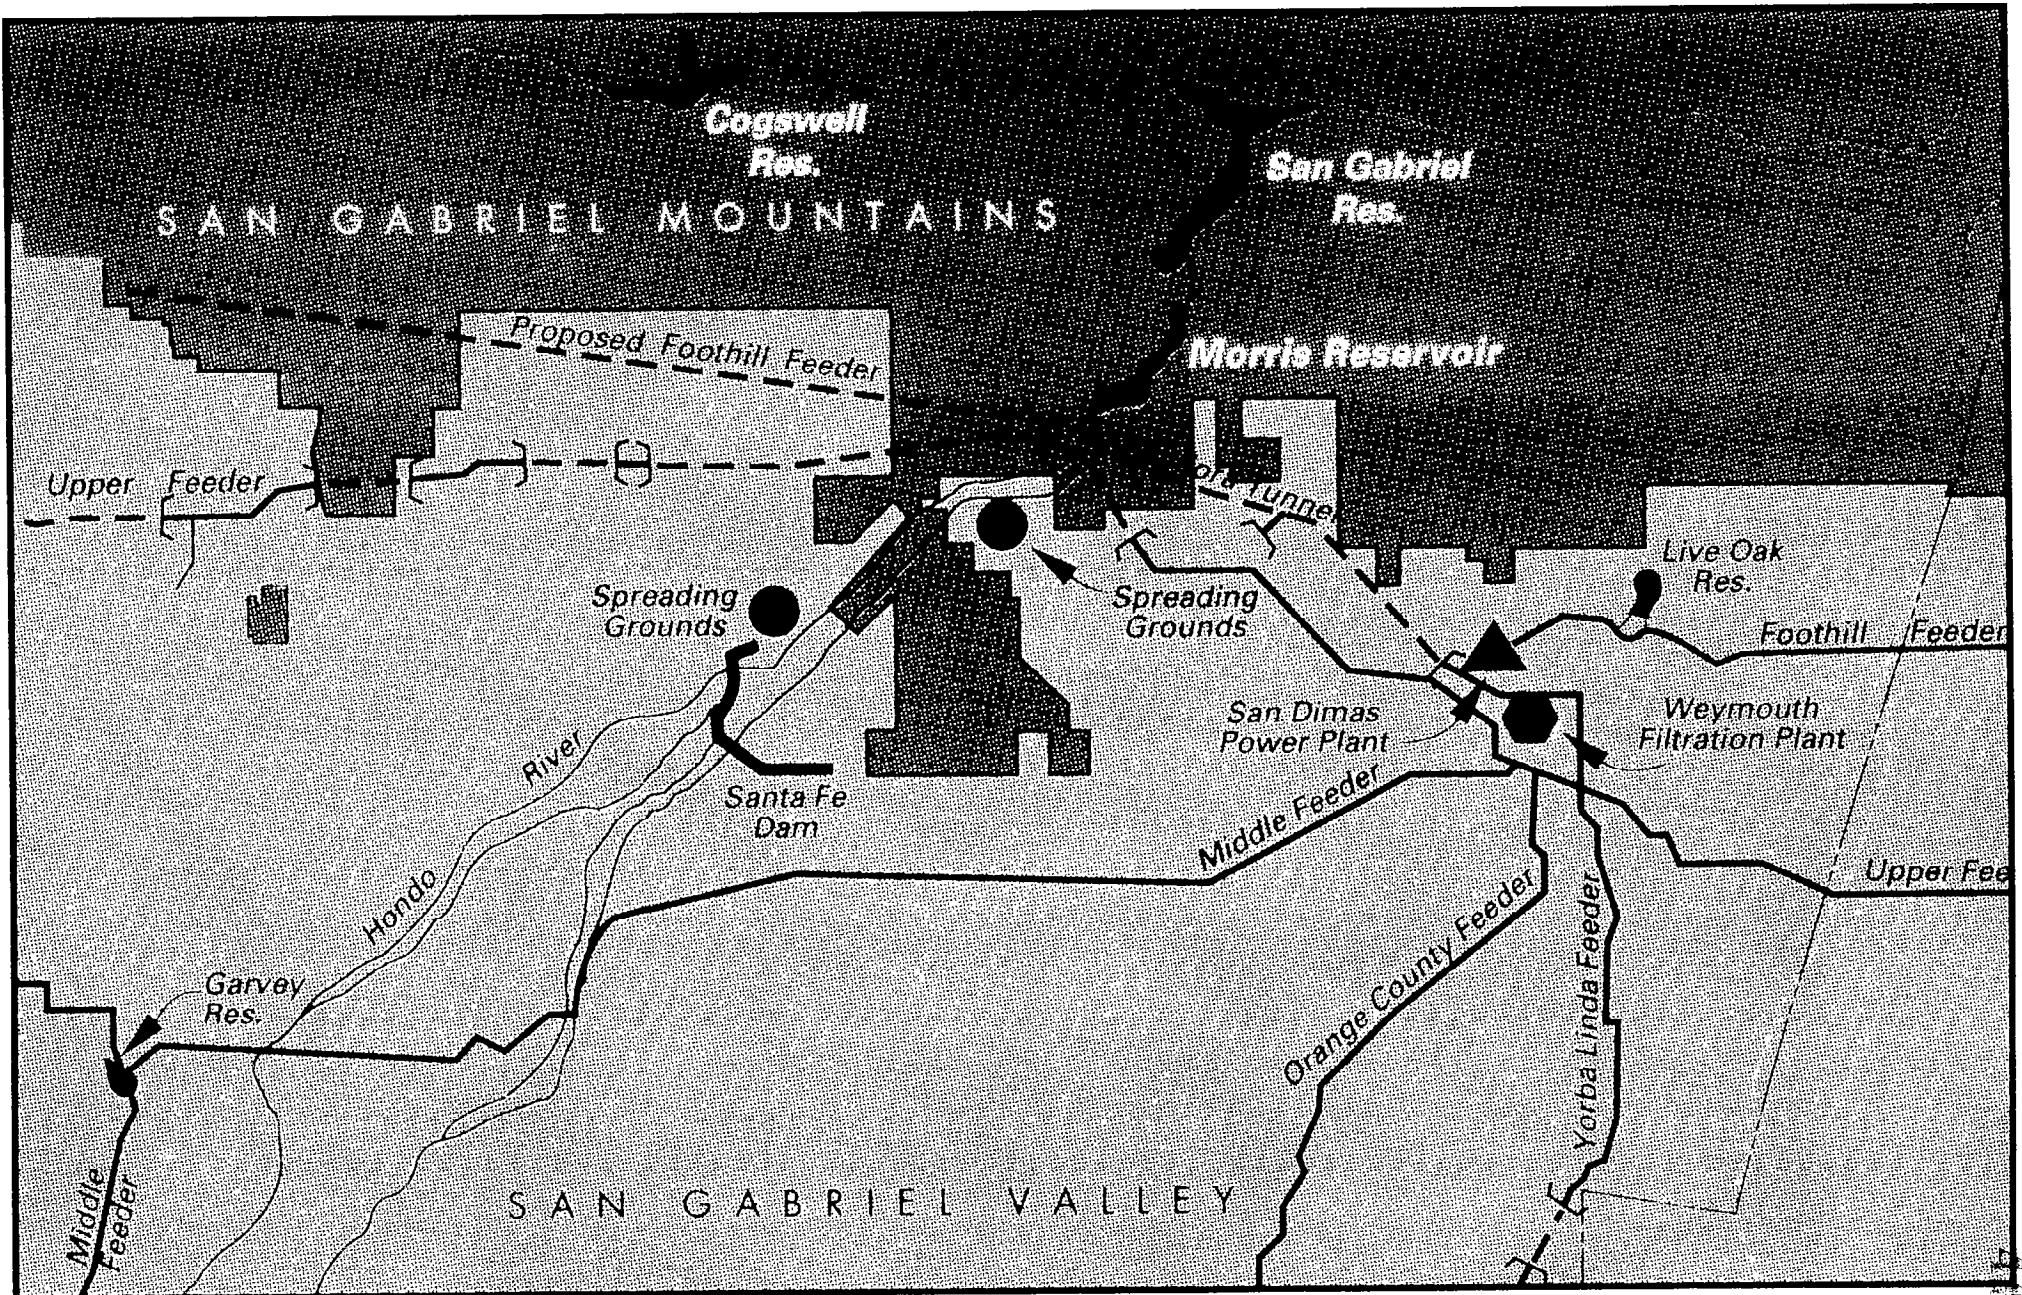 Cogswell
Res.
San Gabriel
Res.
SAN GABRIEL MOUNTAINS
Proposed Foothill Feeder
Morris Reservoir
Upper Feeder
Tunnel
Live Oak
Res.
Spreading
Grounds
Spreading
Grounds
Foothill Feeder
San Dimas
Power Plant
Weymouth
Filtration Plant
River
Santa Fe
Dam
Middle Feeder
Upper Fee
Hondo
Orange County Feeder
Yorba Linda Feeder
Garvey
Res.
Middle
Feeder
SAN GABRIEL VALLEY